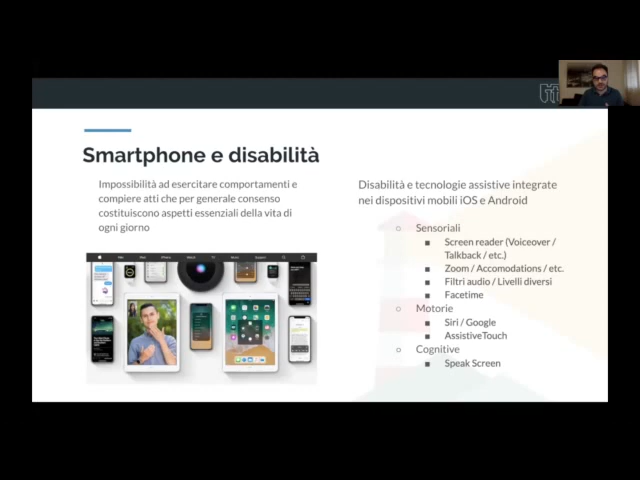 Smartphone e disabilità
Impossibilità ad esercitare comportamenti e
compiere atti che per generale consenso
costituiscono aspetti essenziali della vita di
ogni giorno
Disabilità e tecnologie assistive integrate
nei dispositivi mobili iOS e Android
Sensoriali
Screen reader (Voiceover /
Talkback / etc.)
Zoom / Accomodations / etc.
Filtri audio / Livelli diversi
Facetime
Motorie
Siri / Google
AssistiveTouch
Cognitive
Speak Screen